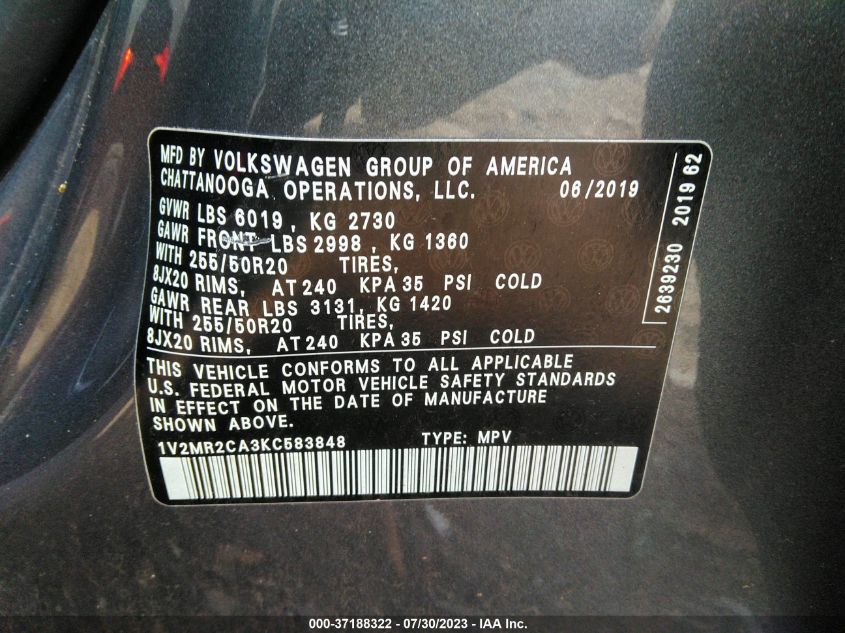 MFD BY VOLKSWAGEN GROUP OF AMERICA
CHATTANOOGA OPERATIONS, LLC. 06/2019
GVWR LBS 6019, KG 2730
GAWR FRONT LBS 2998, KG 1360
WITH 255/50R20 TIRES,
8JX20 RIMS, AT 240 KPA 35 PSI COLD
GAWR REAR LBS 3131, KG 1420
WITH 255/50R20 TIRES,
8JX20 RIMS, AT 240 KPA 35 PSI COLD
THIS VEHICLE CONFORMS TO ALL APPLICABLE
U.S. FEDERAL MOTOR VEHICLE SAFETY STANDARDS
IN EFFECT ON THE DATE OF MANUFACTURE
SHOWN ABOVE.
1V2MR2CA3KC583848 TYPE: MPV
2639230 2019 62
000-37188322 / 07/30/2023 - IAA Inc.